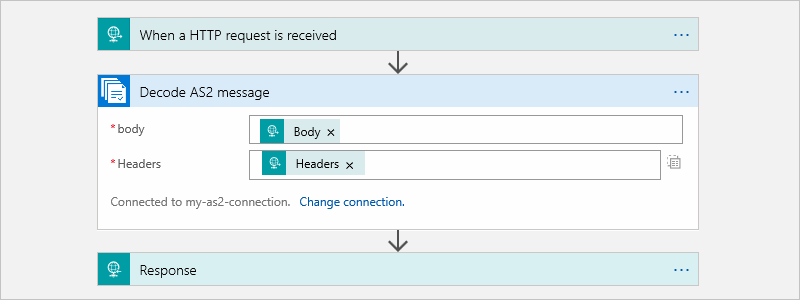 When a HTTP request is received
Decode AS2 message
*body Body ×
*Headers Headers ×
Connected to my-as2-connection. Change connection.
Response